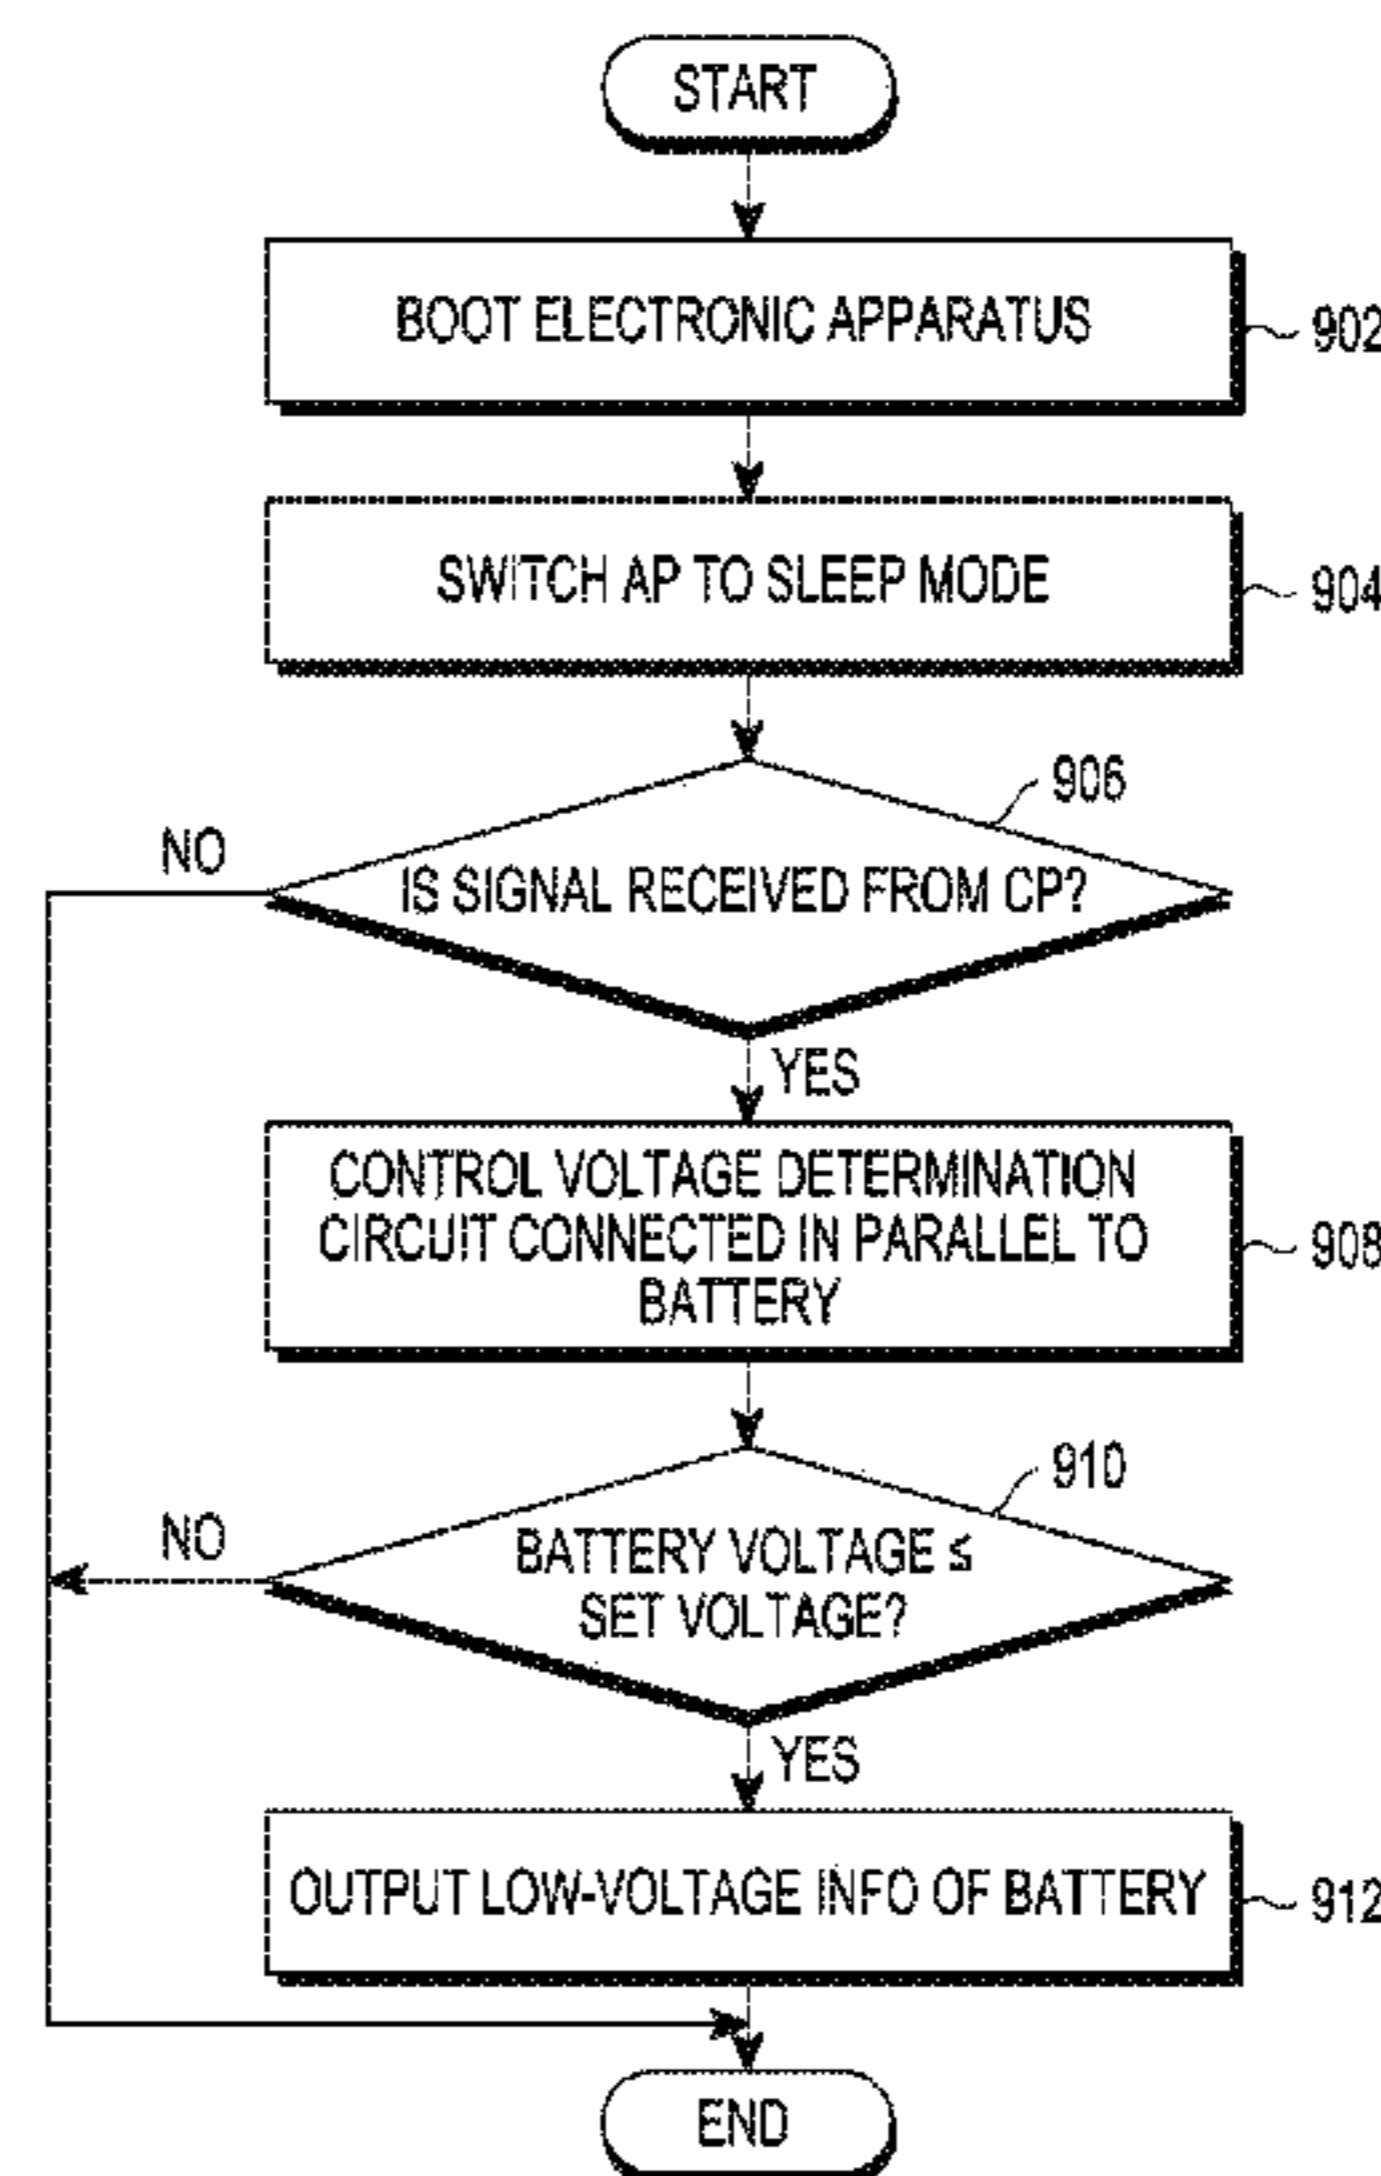 START
BOOT ELECTRONIC APPARATUS
902
SWITCH AP TO SLEEP MODE
904
906
NO
IS SIGNAL RECEIVED FROM CP?
YES
CONTROL VOLTAGE DETERMINATION
CIRCUIT CONNECTED IN PARALLEL TO
BATTERY
908
910
NO
BATTERY VOLTAGE ≤
SET VOLTAGE?
YES
OUTPUT LOW-VOLTAGE INFO OF BATTERY
912
END